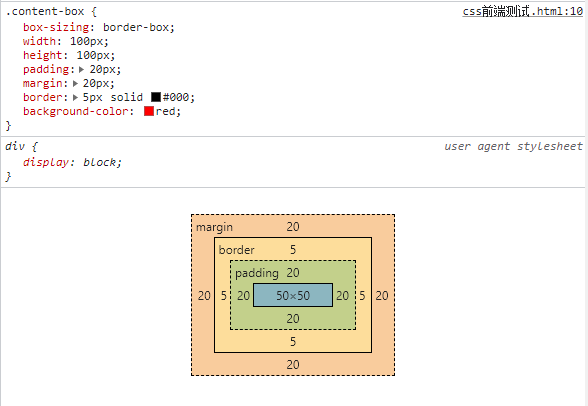 .content-box {
css前端测试.html:10
box-sizing: border-box;
width: 100px;
height: 100px;
padding: 20px;
margin: 20px;
border: 5px solid #000;
background-color: red;
}
div {
user agent stylesheet
display: block;
}
margin 20
border 5
padding 20
20 5 20 50×50 20 5 20
20
5
20